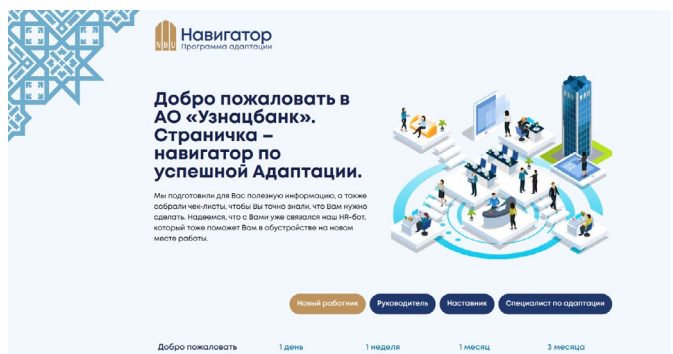 NBU
Навигатор
Программа адаптации
Добро пожаловать в
АО «Узнацбанк».
Страничка –
навигатор по
успешной Адаптации.
Мы подготовили для Вас полезную информацию, а также
собрали чек-листы, чтобы Вы точно знали, что Вам нужно
сделать. Надеемся, что с Вами уже связался наш HR-бот,
который тоже поможет Вам в обустройстве на новом
месте работы.
Новый работник Руководитель Наставник Специалист по адаптации
Добро пожаловать 1 день 1 неделя 1 месяц 3 месяца